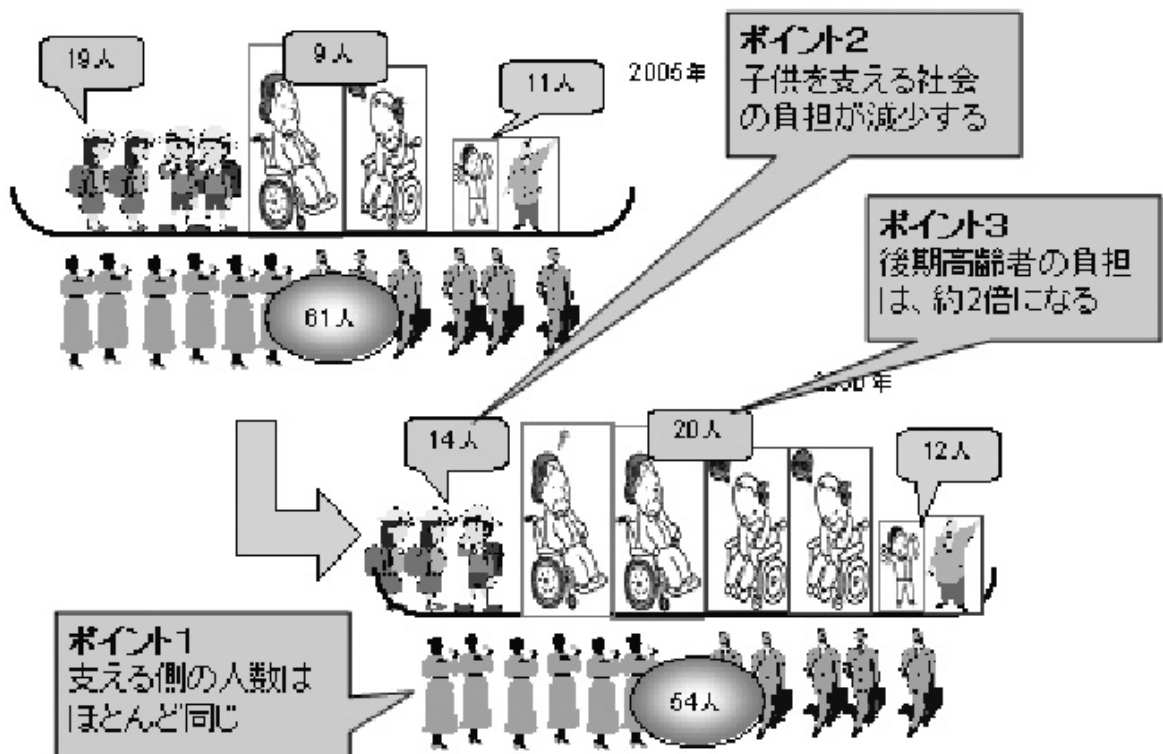 19人
9人
11人
2005年
ポイント2
子供を支える社会
の負担が減少する
61人
ポイント3
後期高齢者の負担
は、約2倍になる
年
14人
20人
12人
ポイント1
支える側の人数は
ほとんど同じ
54人